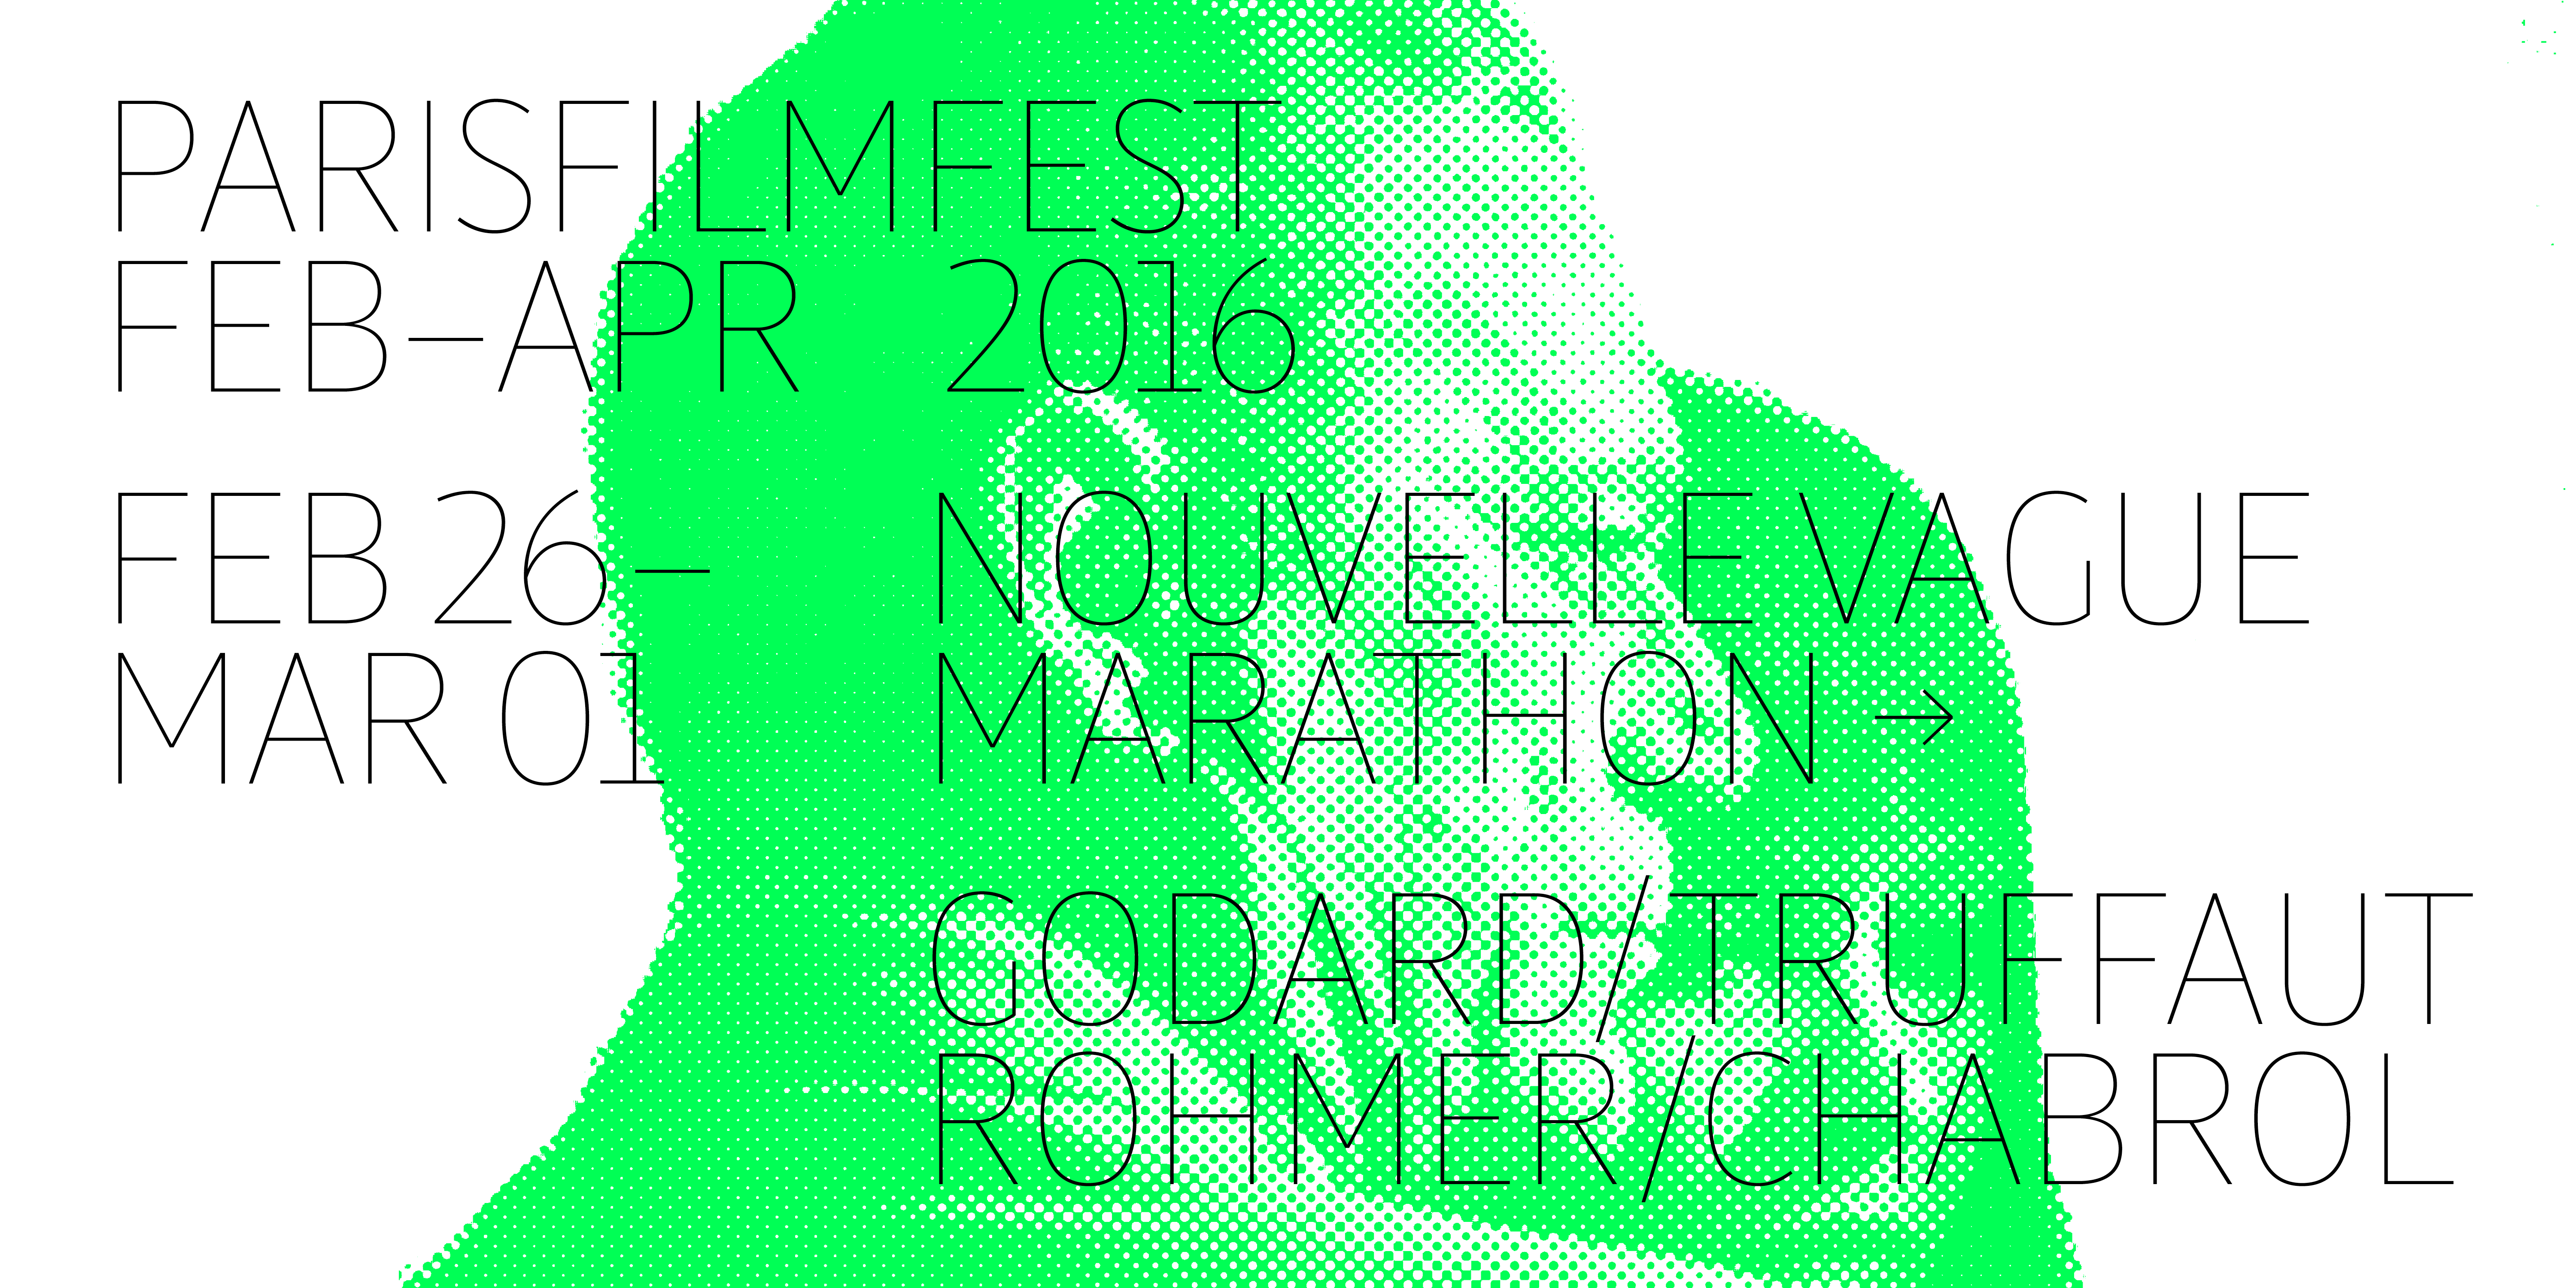 PARISFILMFEST
FEB–APR 2016
FEB 26— NOUVELLE VAGUE
MAR 01 MARATHON →
GODARD/TRUFFAUT
ROHMER/CHABROL